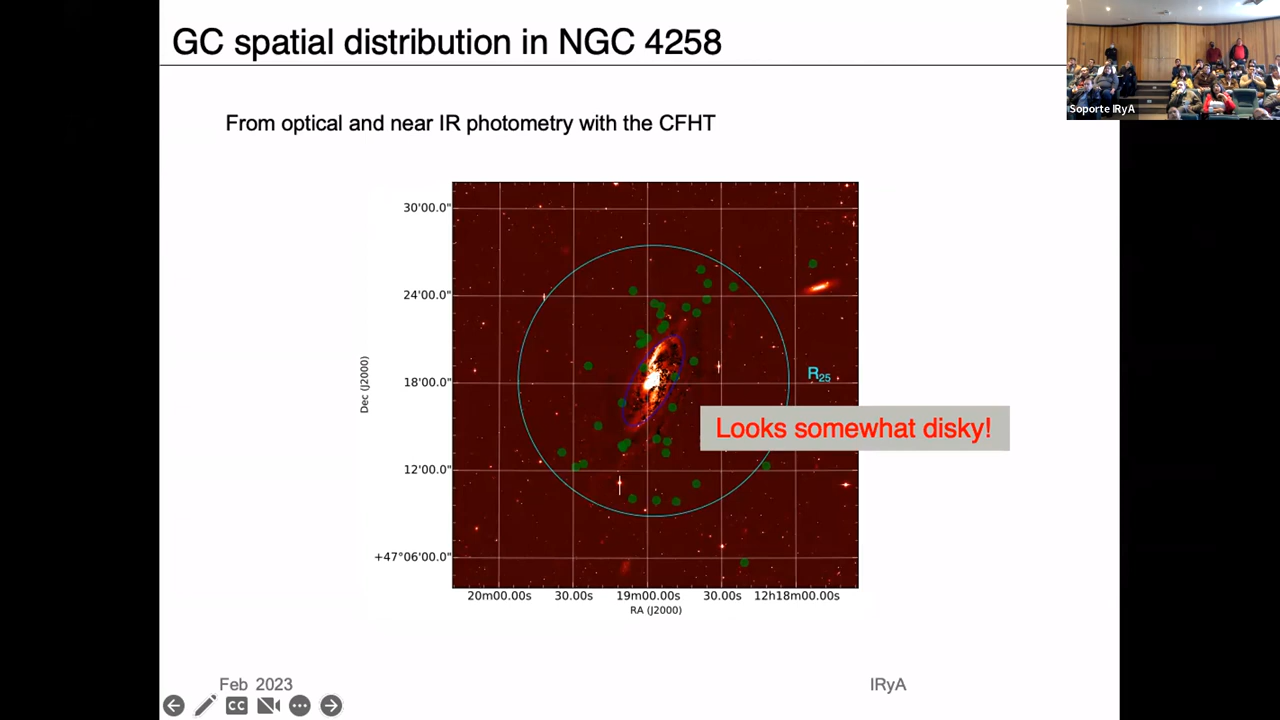 GC spatial distribution in NGC 4258
Soporte IRyA
From optical and near IR photometry with the CFHT
30'00.0"
24'00.0"
18'00.0"
12'00.0"
+47°06'00.0"
Dec (J2000)
R25
Looks somewhat disky!
20m00.00s 30.00s 19m00.00s 30.00s 12h18m00.00s
RA (J2000)
Feb 2023
IRyA
CC